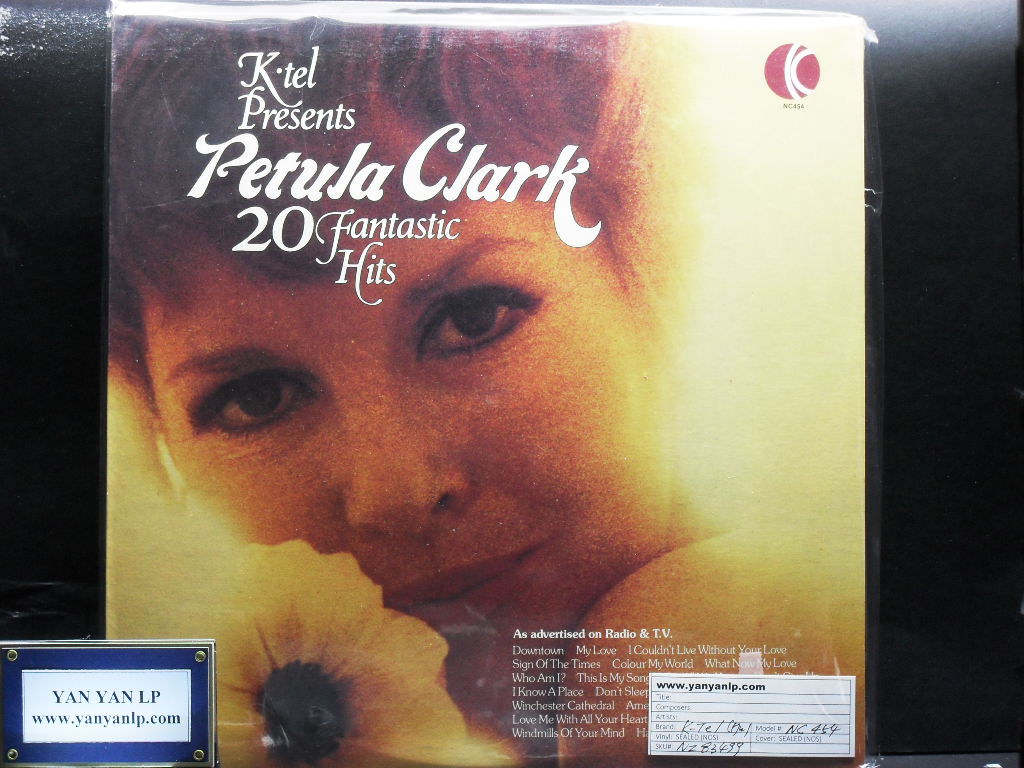 K·tel
Presents
Petula Clark
20 Fantastic
Hits
NC454
As advertised on Radio & T.V.
Downtown My Love I Couldn't Live Without Your Love
Sign Of The Times Colour My World What Now My Love
Who Am I? This Is My Song
I Know A Place Don't Sleep
Winchester Cathedral
Love Me With All Your Heart
Windmills Of Your Mind
www.yanyanlp.com
Title:
Composers:
Artists:
Brand: K-Tel Model #: NC 454
Vinyl: SEALED (NOS) Cover: SEALED (NOS)
SKU#: NZ 83499
YAN YAN LP
www.yanyanlp.com